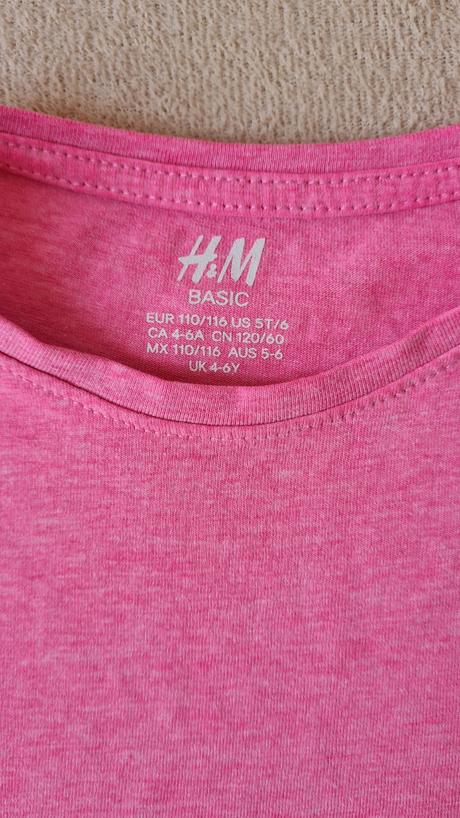 H&M
BASIC
EUR 110/116 US 5T/6
CA 4-6A CN 120/60
MX 110/116 AUS 5-6
UK 4-6Y